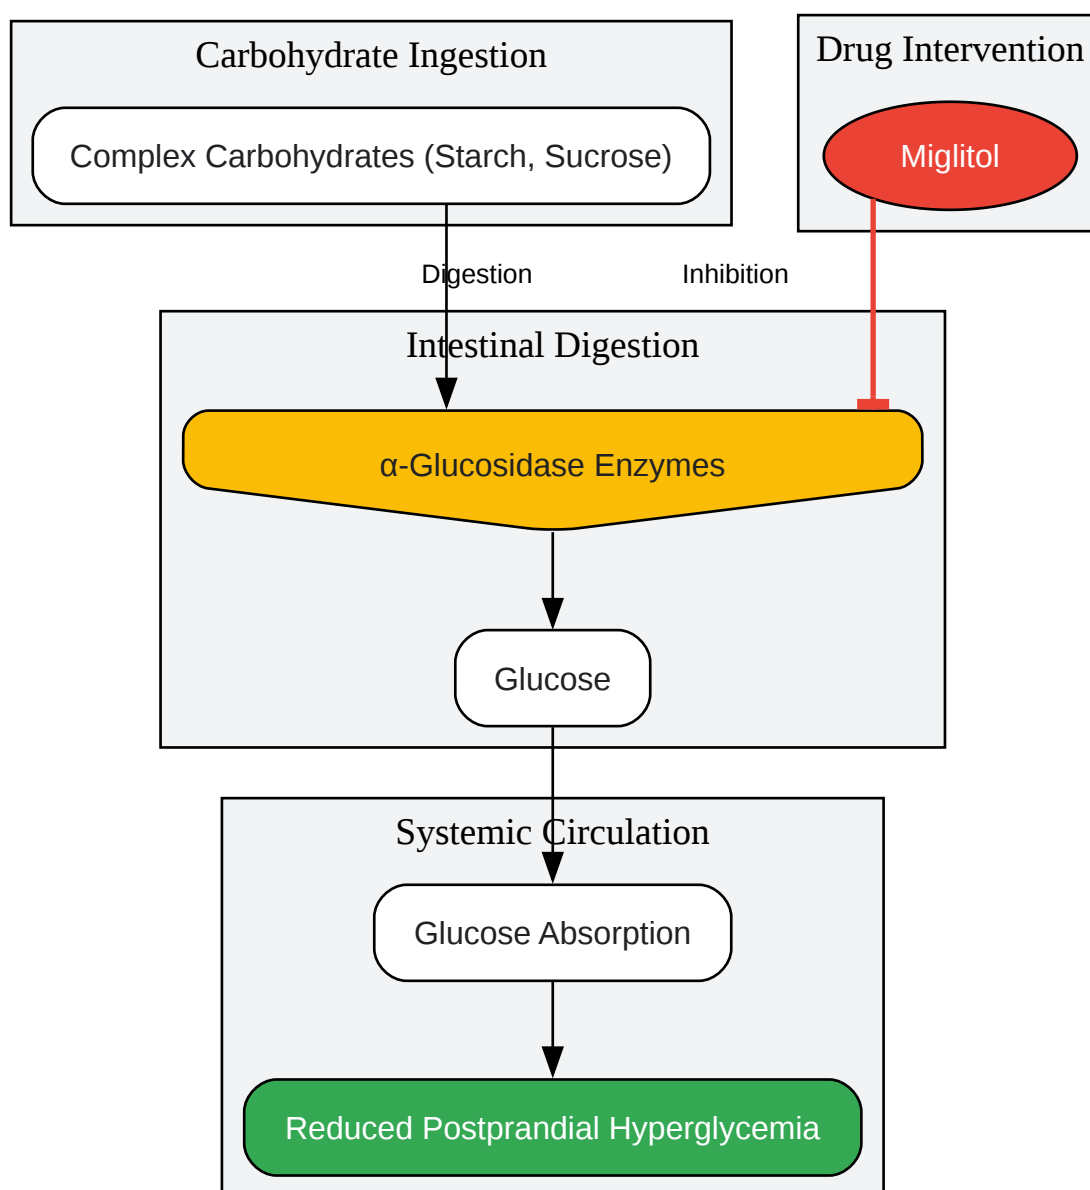 Carbohydrate Ingestion
Drug Intervention
Complex Carbohydrates (Starch, Sucrose)
Miglitol
Digestion
Inhibition
Intestinal Digestion
α-Glucosidase Enzymes
Glucose
Systemic Circulation
Glucose Absorption
Reduced Postprandial Hyperglycemia